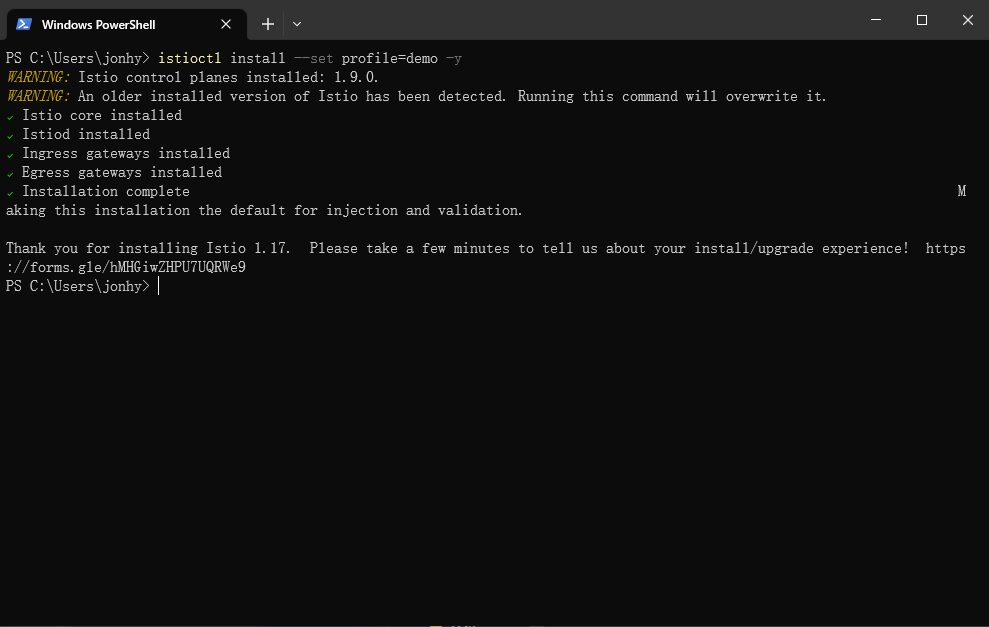 Windows PowerShell
PS C:\Users\jonhy> istioctl install --set profile=demo -y
WARNING: Istio control planes installed: 1.9.0.
WARNING: An older installed version of Istio has been detected. Running this command will overwrite it.
✓ Istio core installed
✓ Istiod installed
✓ Ingress gateways installed
✓ Egress gateways installed
✓ Installation complete M
aking this installation the default for injection and validation.
Thank you for installing Istio 1.17.  Please take a few minutes to tell us about your install/upgrade experience!  https
://forms.gle/hMHGiwZHPU7UQRWe9
PS C:\Users\jonhy>